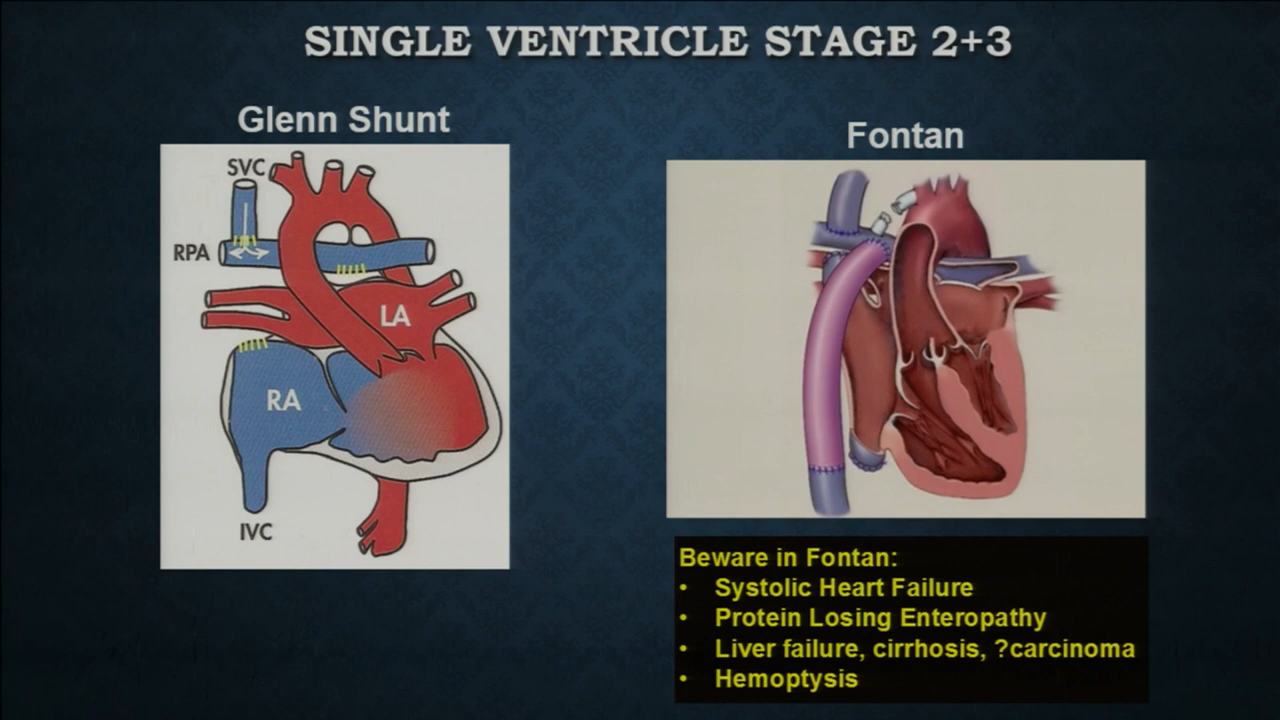 SINGLE VENTRICLE STAGE 2+3
Glenn Shunt
SVC
RPA
LA
RA
IVC
Fontan
Beware in Fontan:
• Systolic Heart Failure
• Protein Losing Enteropathy
• Liver failure, cirrhosis, ?carcinoma
• Hemoptysis